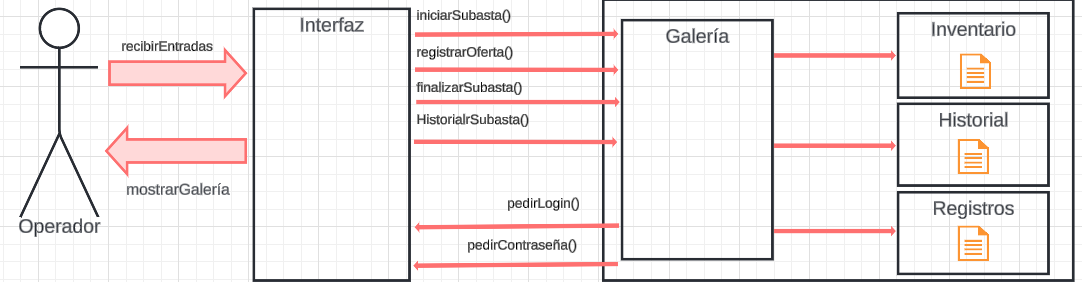 Interfaz
Galería
Inventario
Historial
Registros
recibirEntradas
mostrarGalería
Operador
iniciarSubasta()
registrarOferta()
finalizarSubasta()
HistorialrSubasta()
pedirLogin()
pedirContraseña()